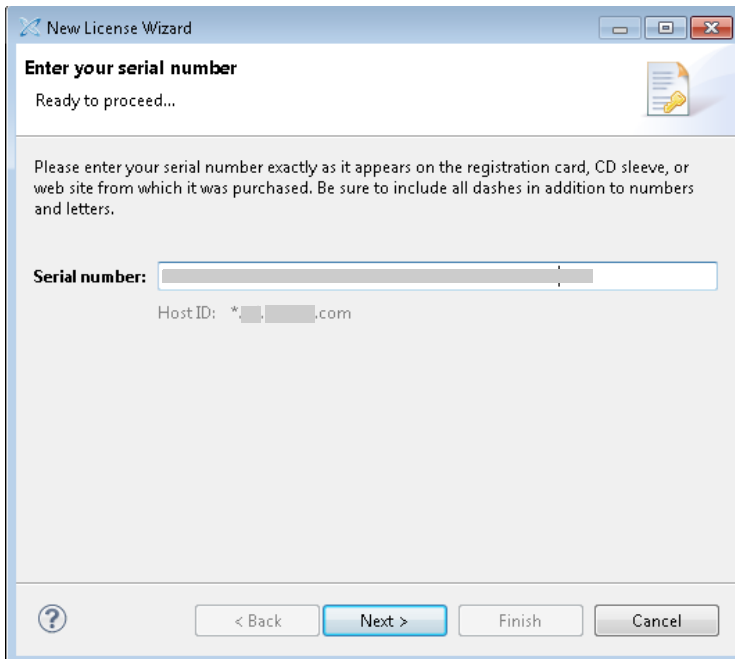 New License Wizard
Enter your serial number
Ready to proceed...
Please enter your serial number exactly as it appears on the registration card, CD sleeve, or
web site from which it was purchased. Be sure to include all dashes in addition to numbers
and letters.
Serial number:
Host ID: *. . .com
< Back Next > Finish Cancel